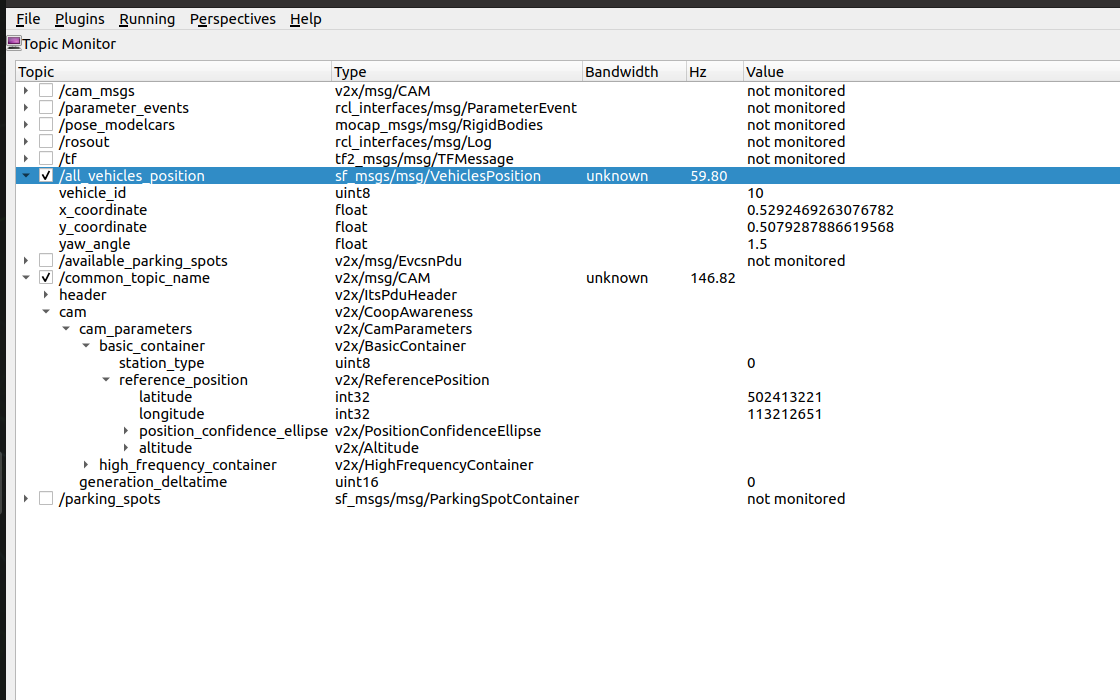 File Plugins Running Perspectives Help
Topic Monitor
Topic Type Bandwidth Hz Value
/cam_msgs v2x/msg/CAM not monitored
/parameter_events rcl_interfaces/msg/ParameterEvent not monitored
/pose_modelcars mocap_msgs/msg/RigidBodies not monitored
/rosout rcl_interfaces/msg/Log not monitored
/tf tf2_msgs/msg/TFMessage not monitored
/all_vehicles_position sf_msgs/msg/VehiclesPosition unknown 59.80
vehicle_id uint8 10
x_coordinate float 0.5292469263076782
y_coordinate float 0.5079287886619568
yaw_angle float 1.5
/available_parking_spots v2x/msg/EvcsnPdu not monitored
/common_topic_name v2x/msg/CAM unknown 146.82
header v2x/ItsPduHeader
cam v2x/CoopAwareness
cam_parameters v2x/CamParameters
basic_container v2x/BasicContainer
station_type uint8 0
reference_position v2x/ReferencePosition
latitude int32 502413221
longitude int32 113212651
position_confidence_ellipse v2x/PositionConfidenceEllipse
altitude v2x/Altitude
high_frequency_container v2x/HighFrequencyContainer
generation_deltatime uint16 0
/parking_spots sf_msgs/msg/ParkingSpotContainer not monitored